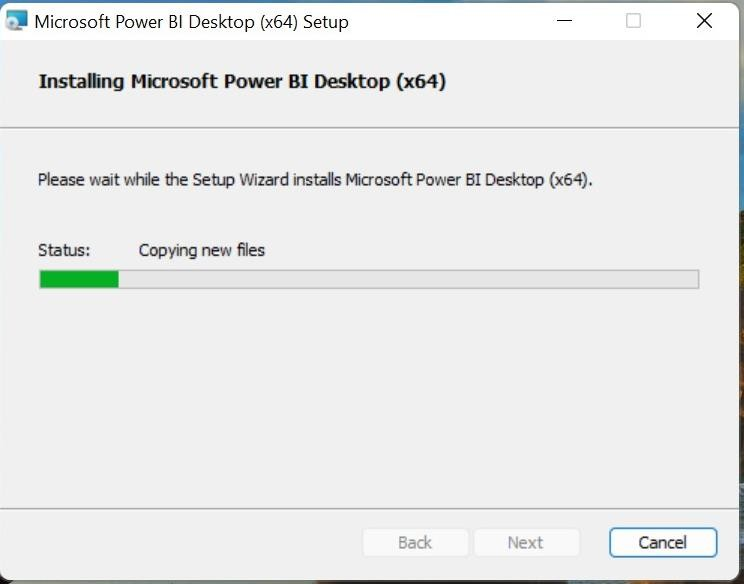 Microsoft Power BI Desktop (x64) Setup
Installing Microsoft Power BI Desktop (x64)
Please wait while the Setup Wizard installs Microsoft Power BI Desktop (x64).
Status: Copying new files
Back Next Cancel